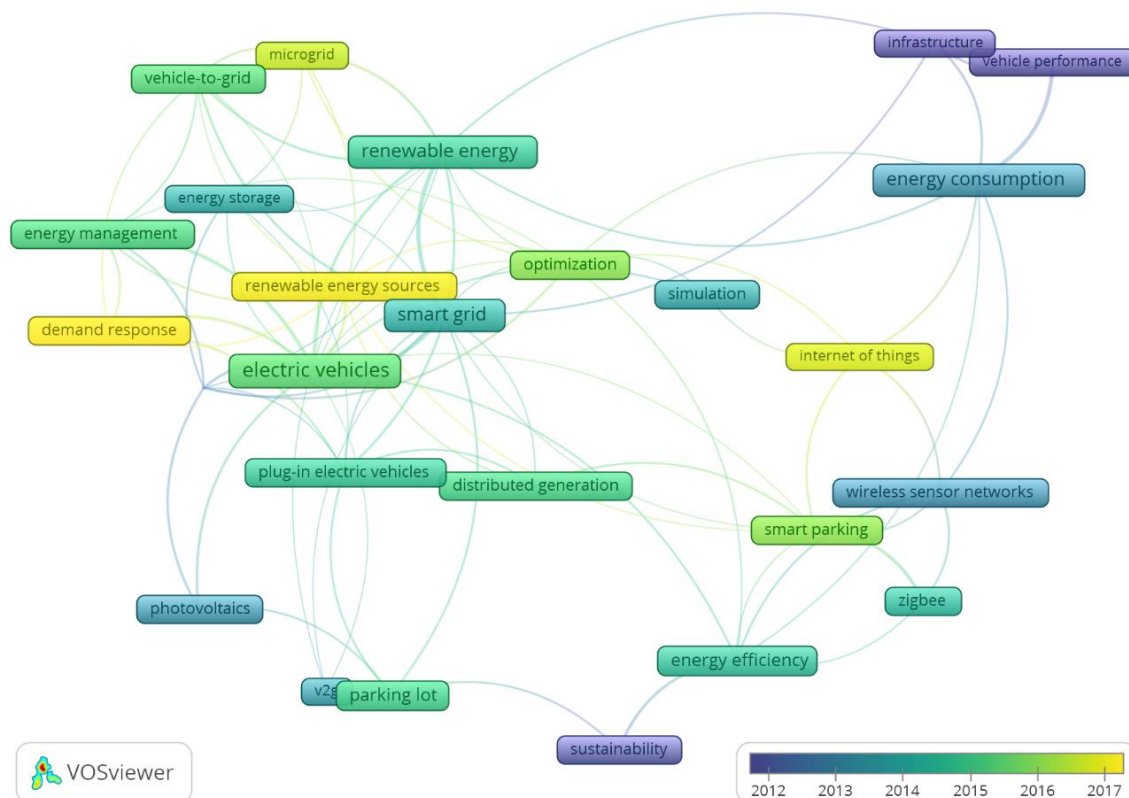 infrastructure
microgrid
vehicle performance
vehicle-to-grid
renewable energy
energy consumption
energy storage
energy management
optimization
renewable energy sources
simulation
smart grid
demand response
internet of things
electric vehicles
plug-in electric vehicles
distributed generation
wireless sensor networks
smart parking
zigbee
photovoltaics
energy efficiency
v2g
parking lot
sustainability
VOSviewer
2012 2013 2014 2015 2016 2017